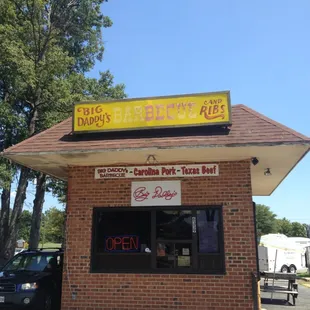 BIG DADDY'S BARBECUE AND RIBS
BIG DADDY'S BARBECUE
Carolina Pork - Texas Beef
Big Daddy's
OPEN